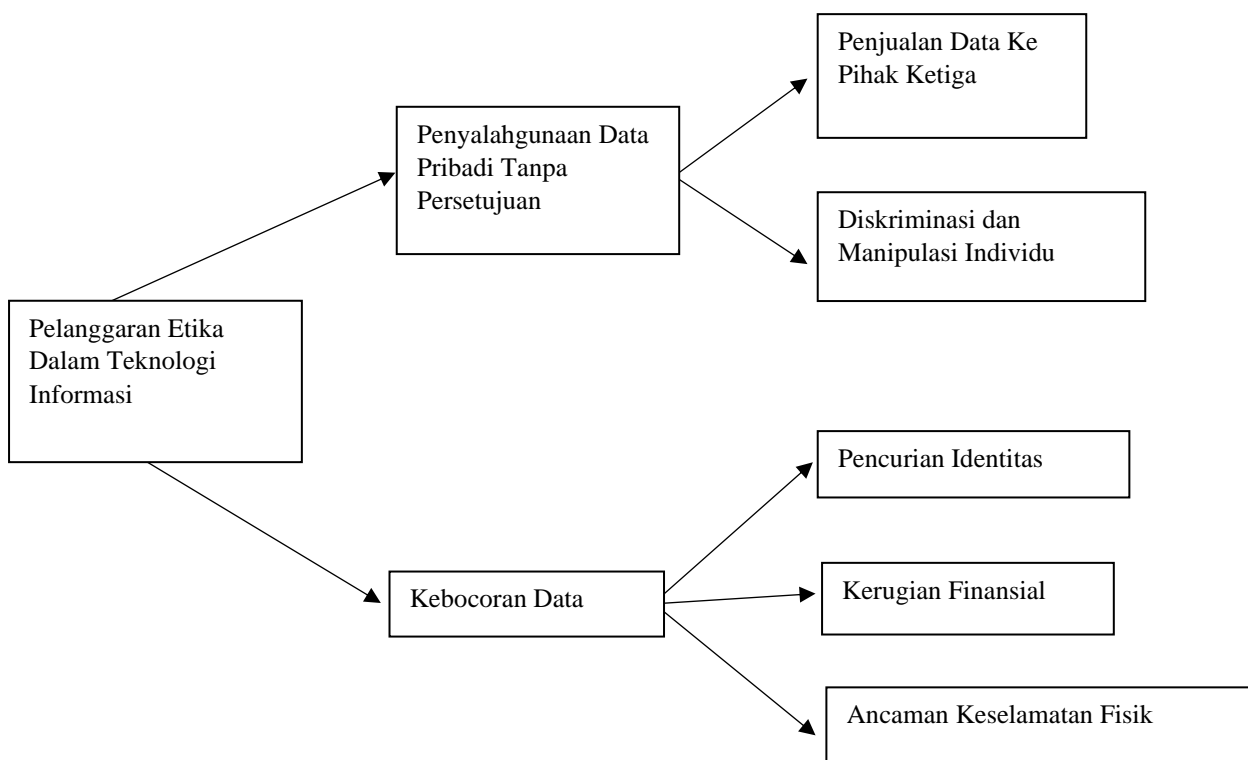 Penjualan Data Ke
Pihak Ketiga
Penyalahgunaan Data
Pribadi Tanpa
Persetujuan
Diskriminasi dan
Manipulasi Individu
Pelanggaran Etika
Dalam Teknologi
Informasi
Pencurian Identitas
Kebocoran Data
Kerugian Finansial
Ancaman Keselamatan Fisik